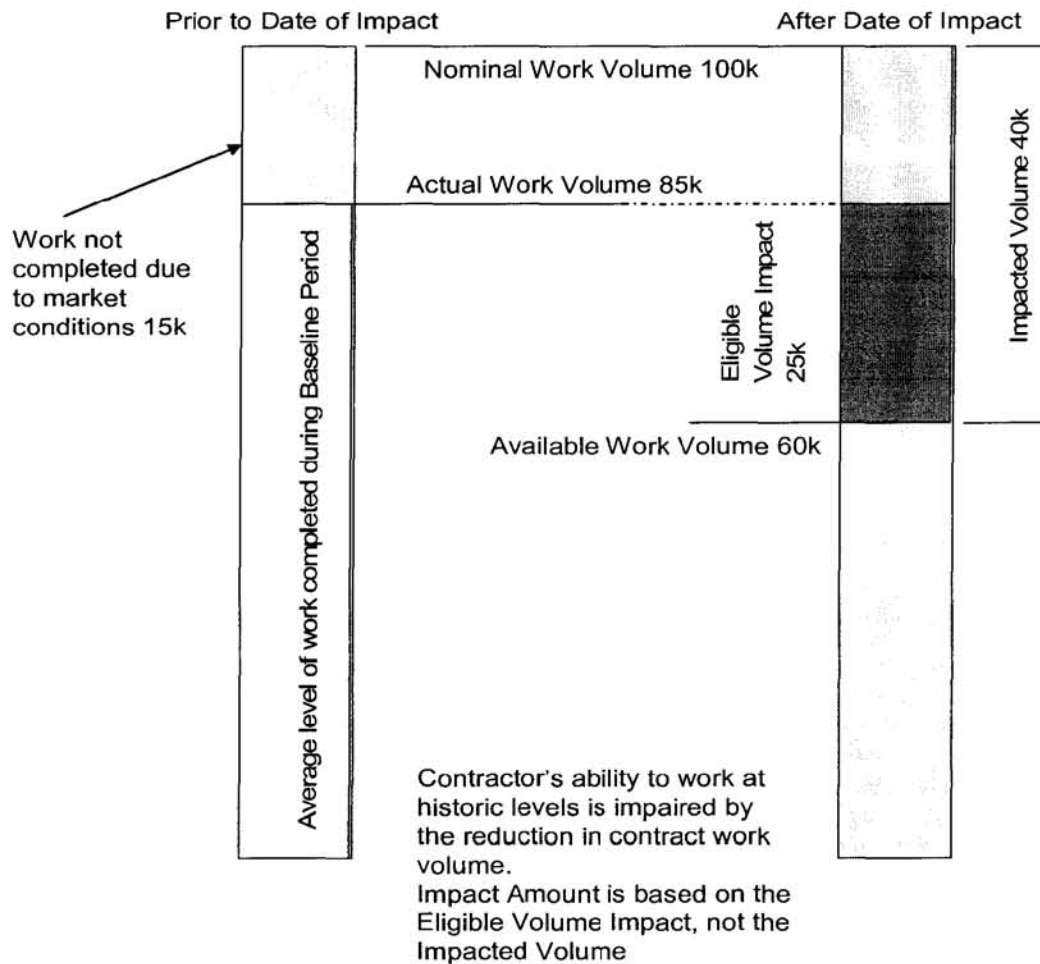 Prior to Date of Impact
After Date of Impact
Nominal Work Volume 100k
Impacted Volume 40k
Actual Work Volume 85k
Work not
completed due
to market
conditions 15k
Average level of work completed during Baseline Period
Eligible
Volume Impact
25k
Available Work Volume 60k
Contractor's ability to work at
historic levels is impaired by
the reduction in contract work
volume.
Impact Amount is based on the
Eligible Volume Impact, not the
Impacted Volume